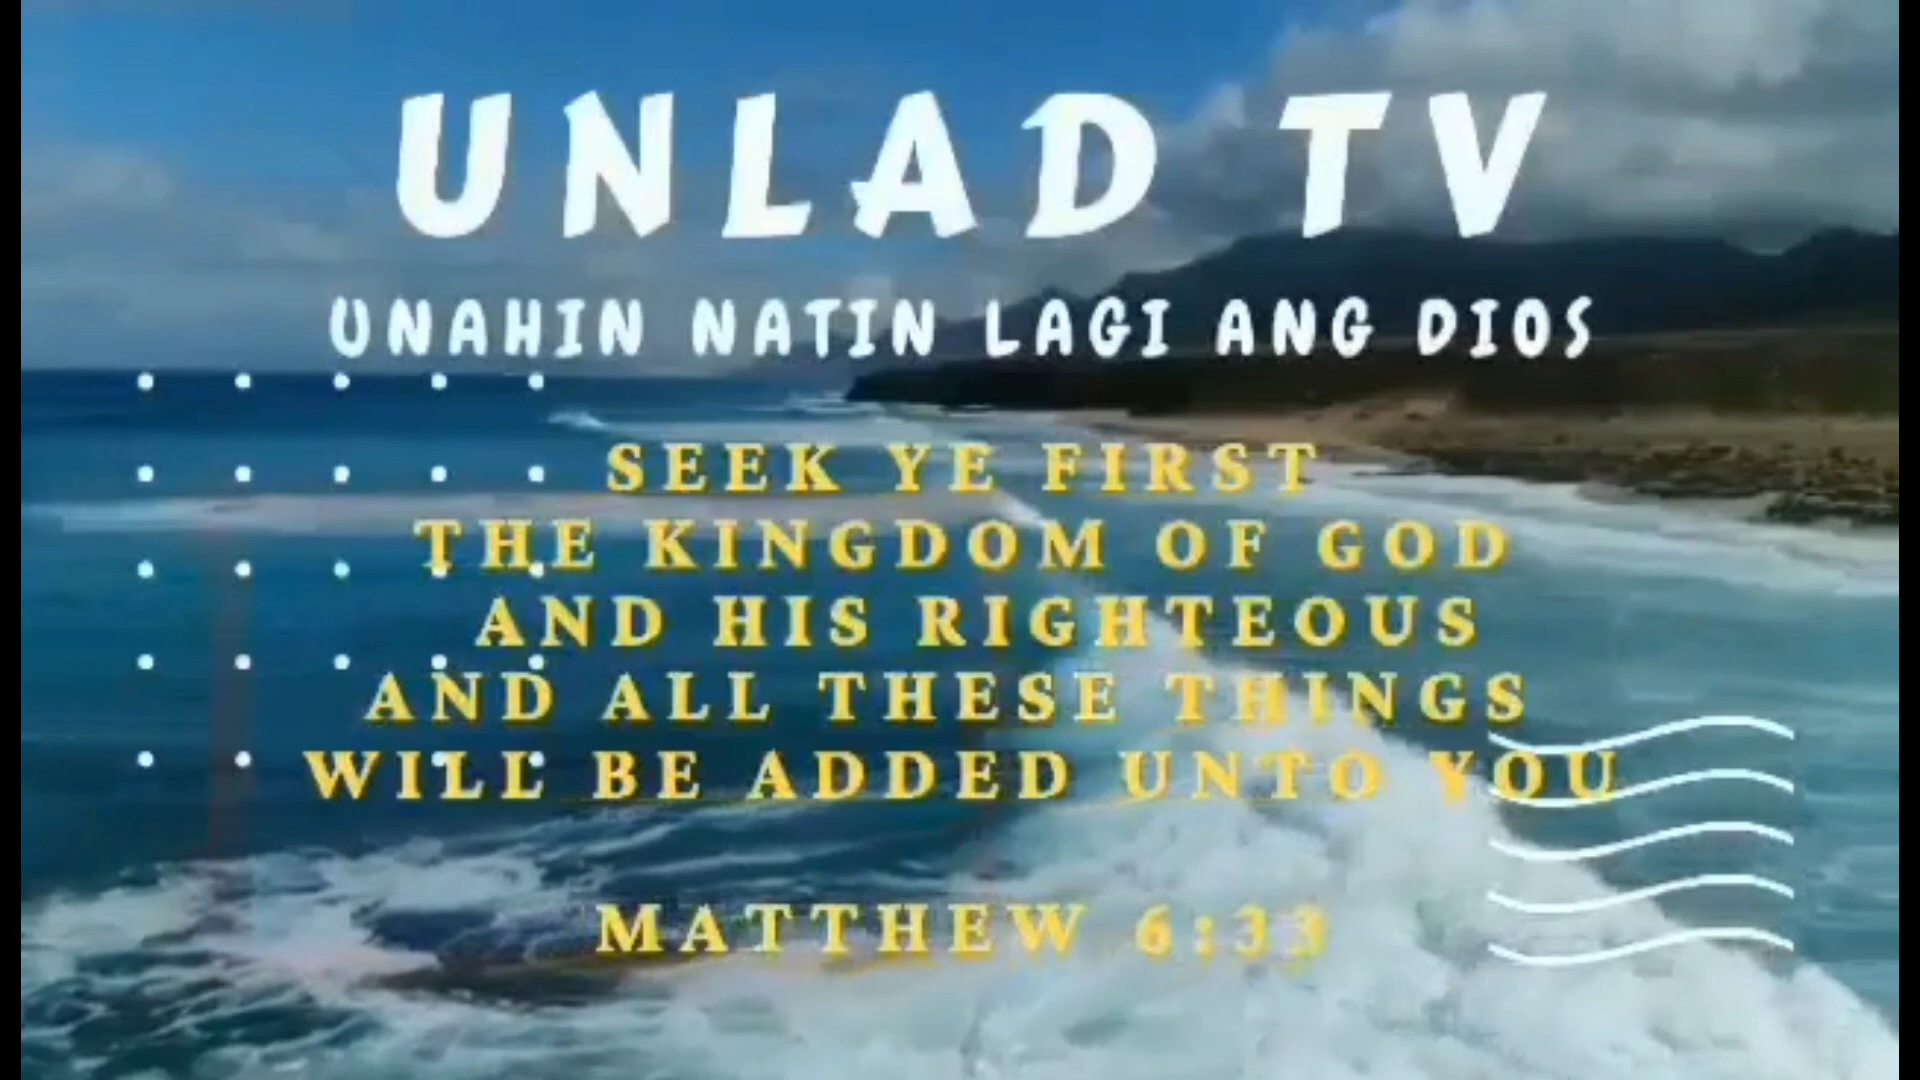 UNLAD TV
UNAHIN NATIN LAGI ANG DIOS
SEEK YE FIRST
THE KINGDOM OF GOD
AND HIS RIGHTEOUS
AND ALL THESE THINGS
WILL BE ADDED UNTO YOU
MATTHEW 6:33